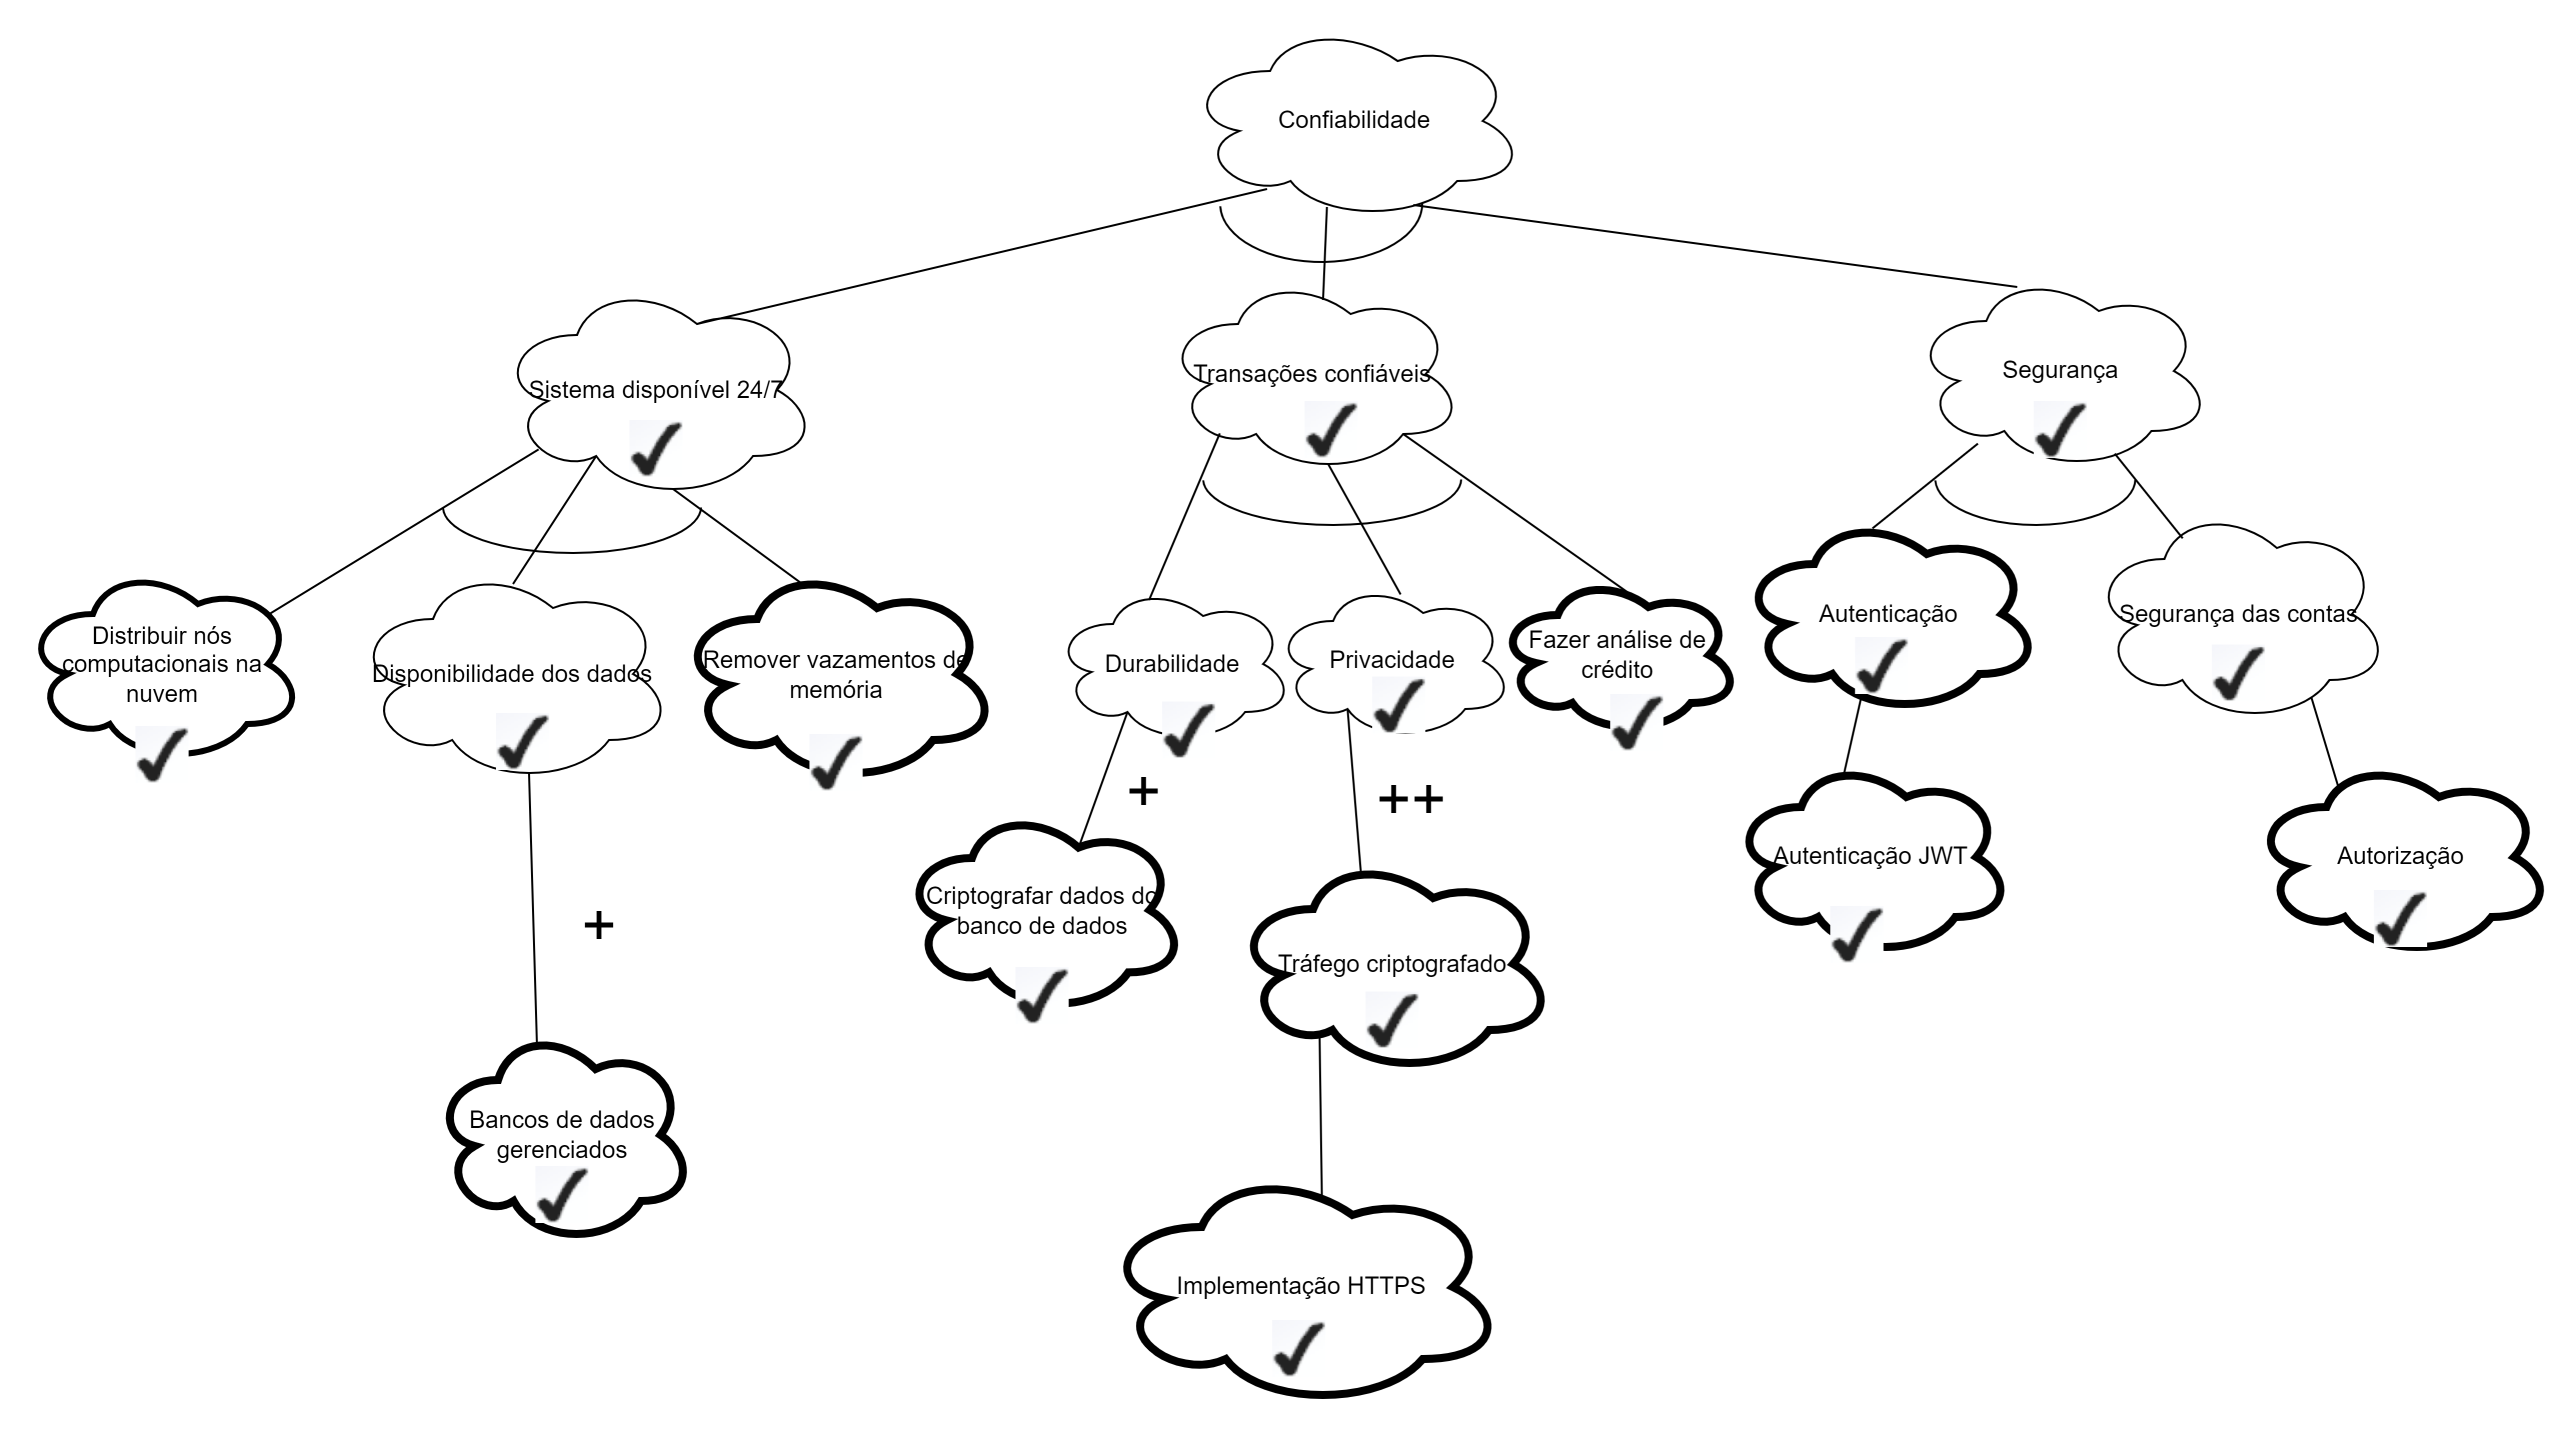 Confiabilidade
Sistema disponível 24/7
Transações confiáveis
Segurança
Distribuir nós
computacionais na
nuvem
Disponibilidade dos dados
Remover vazamentos de
memória
Durabilidade
Privacidade
Fazer análise de
crédito
Autenticação
Segurança das contas
+
++
Criptografar dados do
banco de dados
Tráfego criptografado
Autenticação JWT
Autorização
+
Bancos de dados
gerenciados
Implementação HTTPS